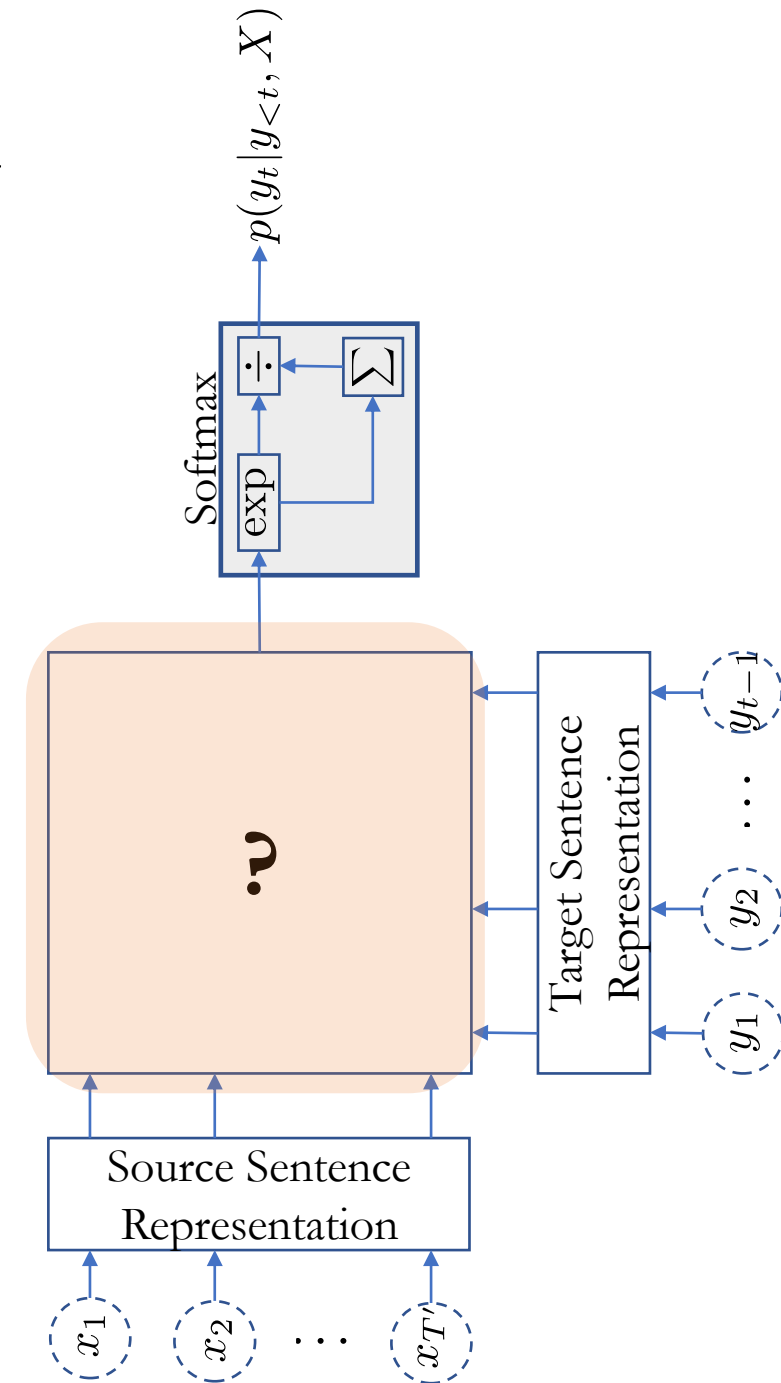 p(y_t|y_{<t}, X)
Softmax
÷
exp
Σ
?
Source Sentence
Representation
Target Sentence
Representation
x_1
x_2
...
x_{T'}
y_1
y_2
...
y_{t-1}